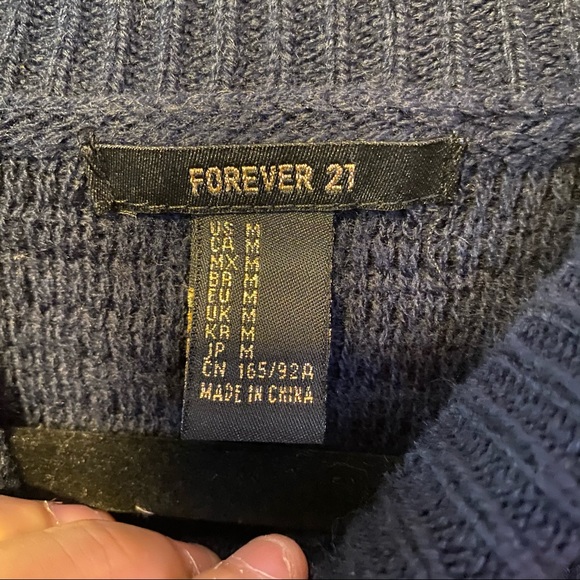 FOREVER 21
US M
CA M
MX M
BR M
EU M
UK M
KR M
JP M
CN 165/92A
MADE IN CHINA